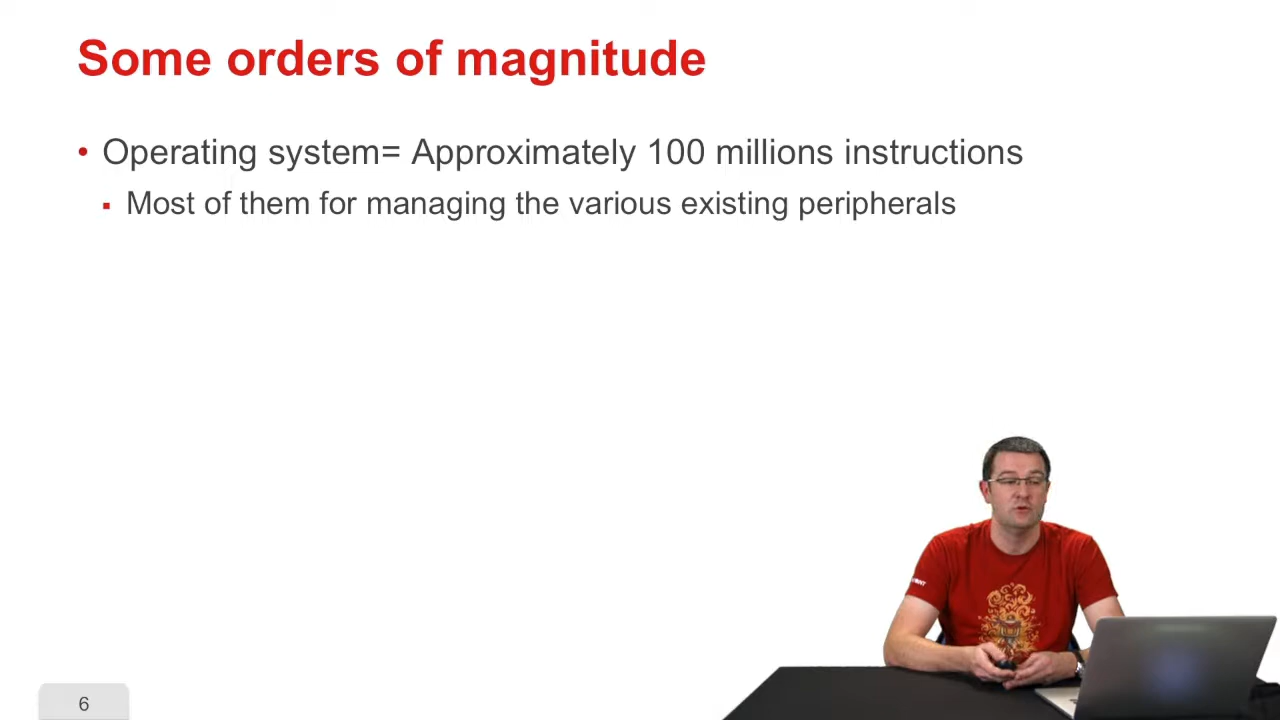 Some orders of magnitude
• Operating system= Approximately 100 millions instructions
▪ Most of them for managing the various existing peripherals
6